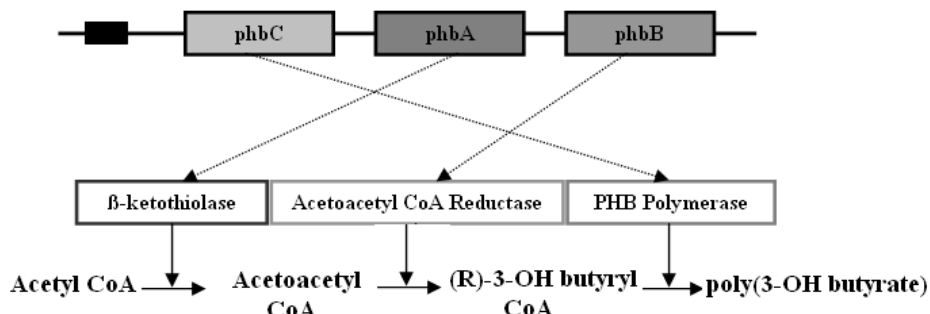 phbC phbA phbB
ß-ketothiolase Acetoacetyl CoA Reductase PHB Polymerase
Acetyl CoA Acetoacetyl CoA (R)-3-OH butyryl CoA poly(3-OH butyrate)